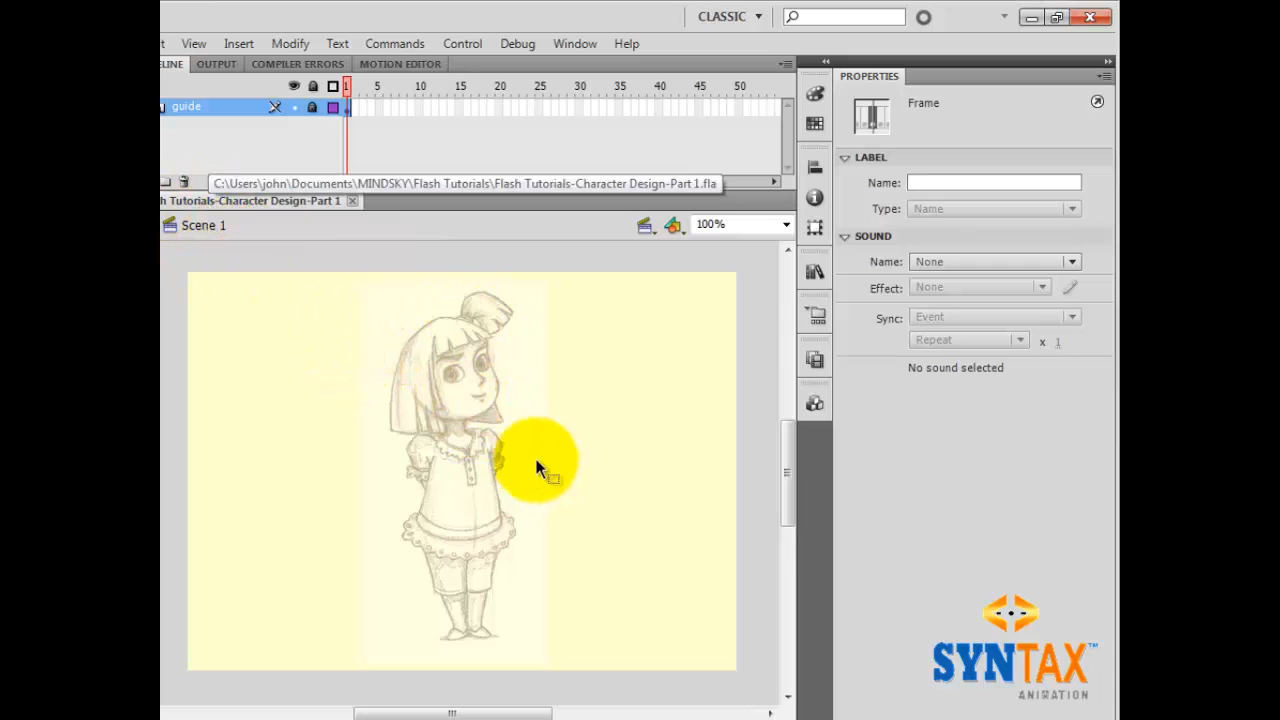 CLASSIC
t View Insert Modify Text Commands Control Debug Window Help
LINE OUTPUT COMPILER ERRORS MOTION EDITOR
PROPERTIES
1 5 10 15 20 25 30 35 40 45 50
Frame
guide
LABEL
C:\Users\john\Documents\MINDSKY\Flash Tutorials\Flash Tutorials-Character Design-Part 1.fla
Name:
h Tutorials-Character Design-Part 1
Type: Name
Scene 1
100%
SOUND
Name: None
Effect: None
Sync: Event
Repeat x 1
No sound selected
SYNTAX™
ANIMATION